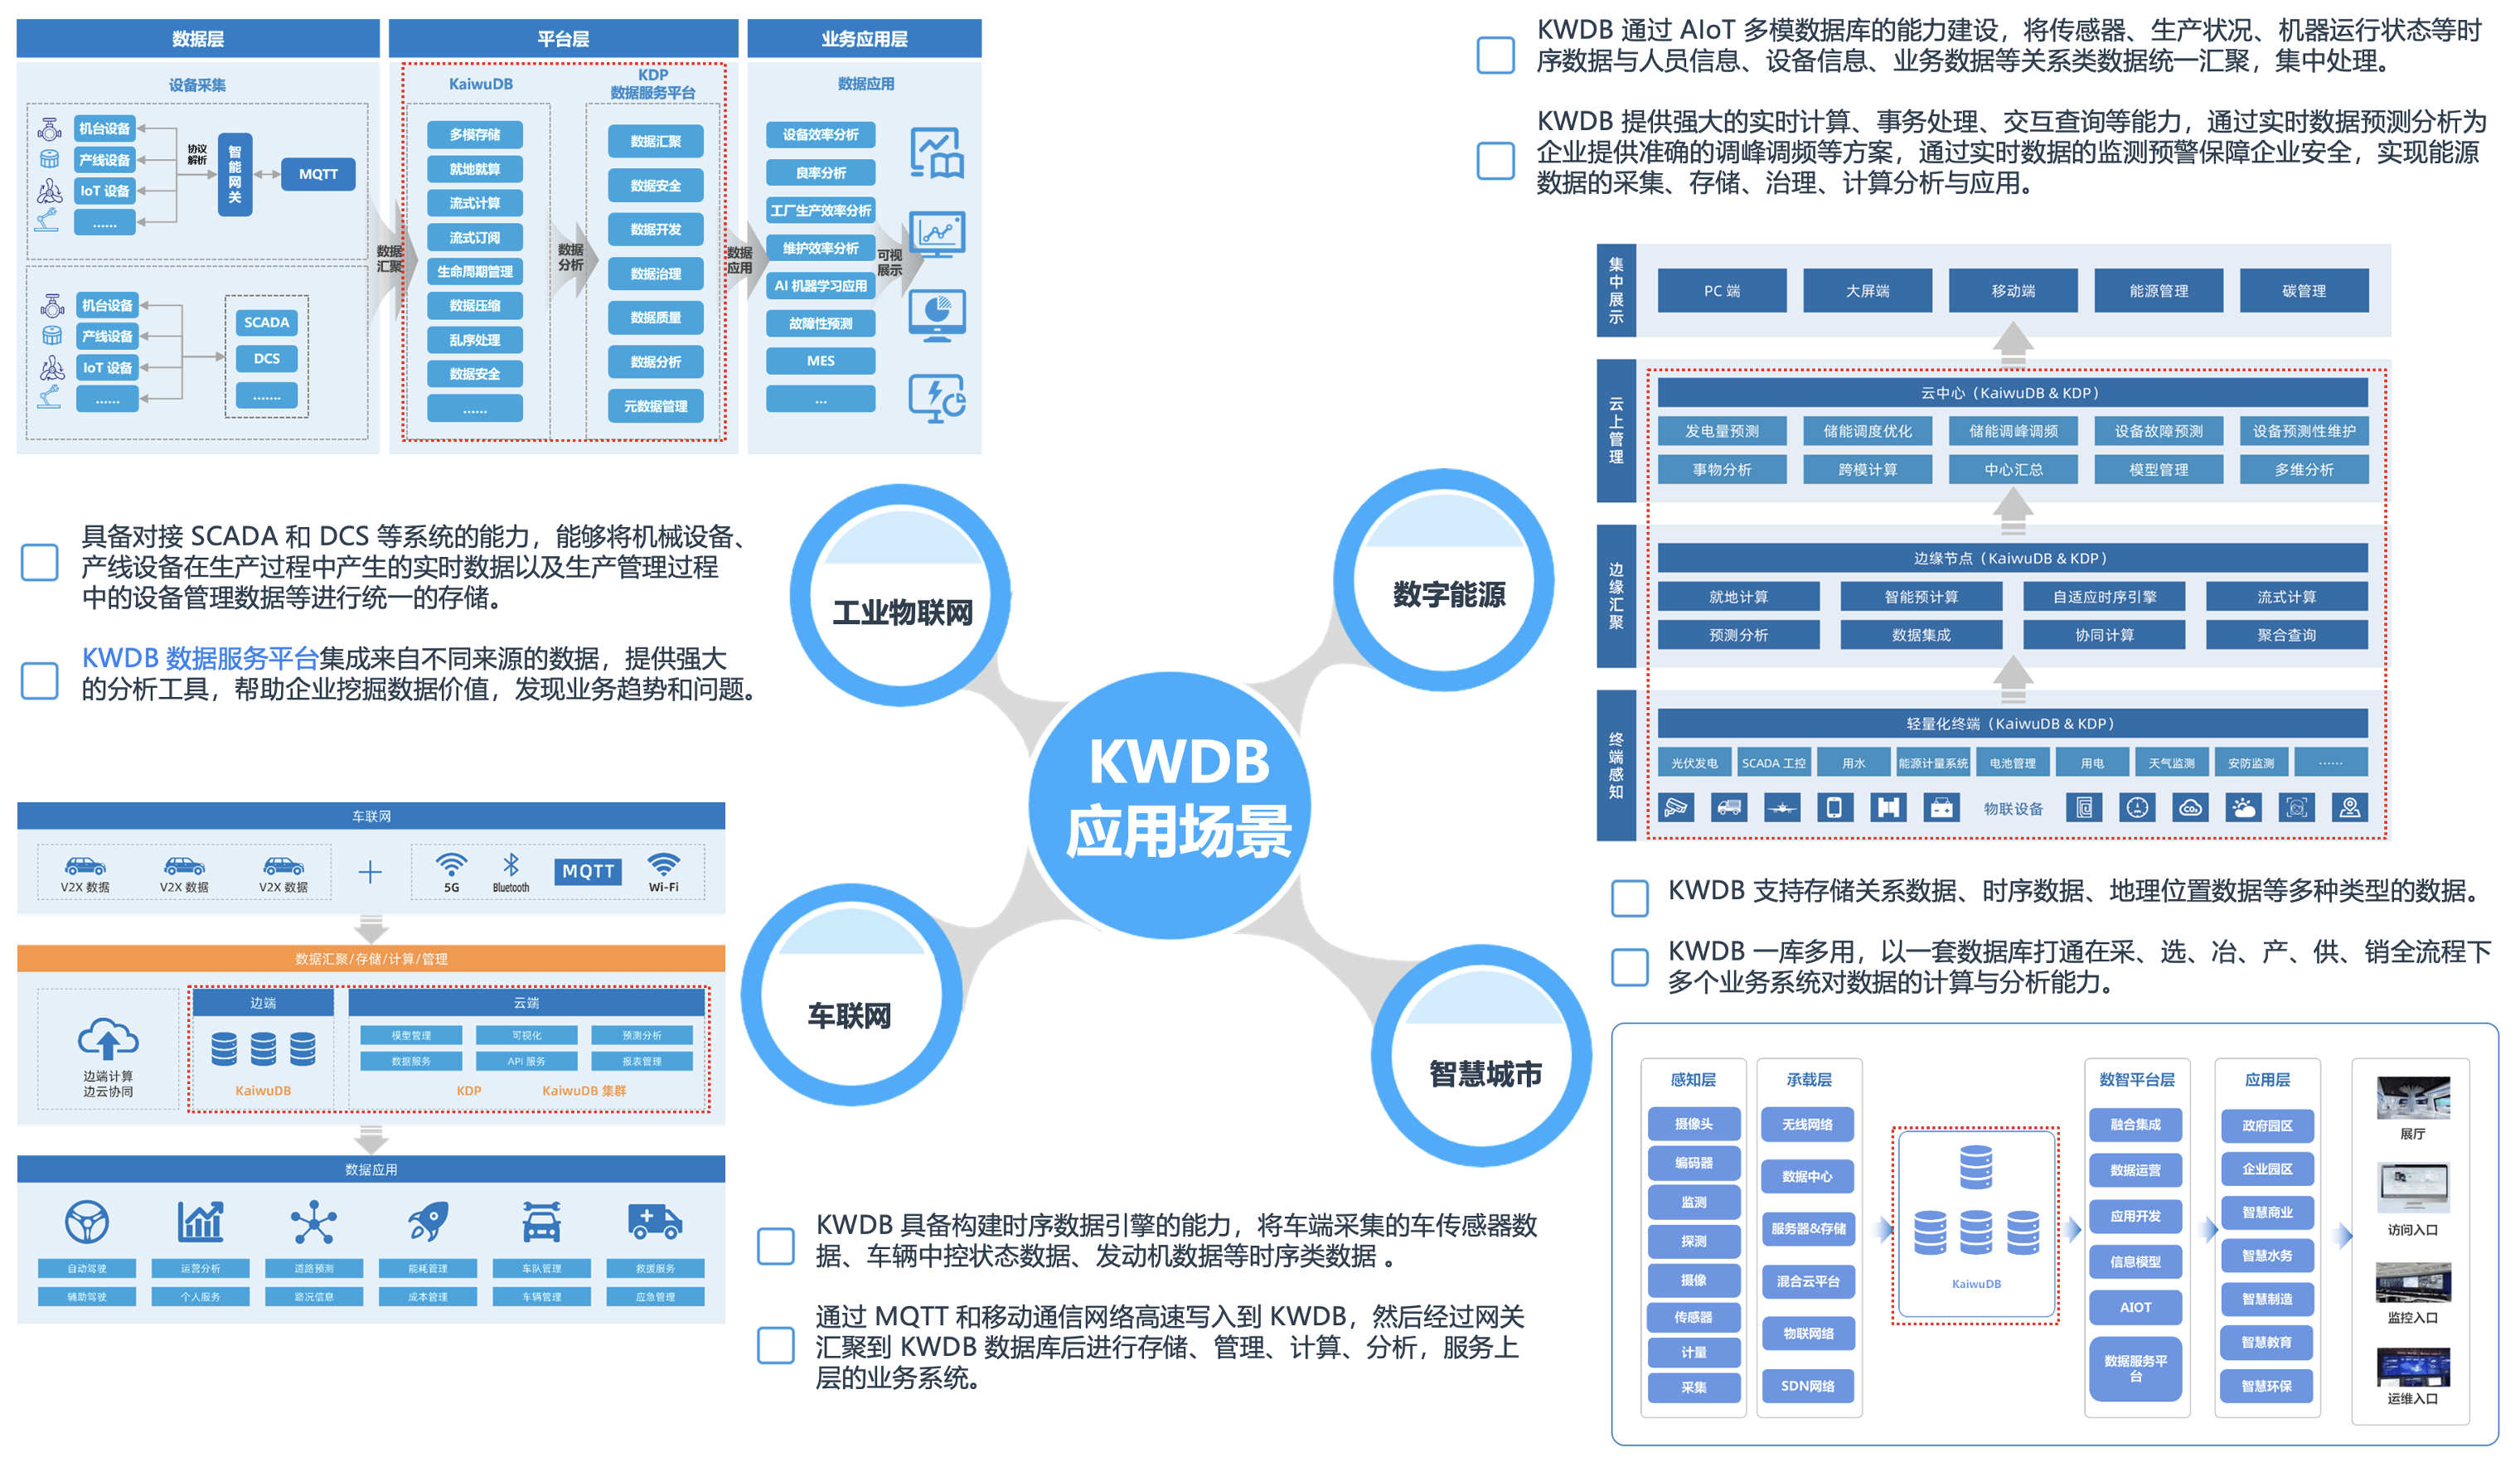 数据层
设备采集
机台设备
产线设备
IoT 设备
……
协议
解析
智能网关
MQTT
机台设备
产线设备
IoT 设备
……
SCADA
DCS
…….
数据
汇聚
平台层
KaiwuDB
多模存储
就地就算
流式计算
流式订阅
生命周期管理
数据压缩
乱序处理
数据安全
……
数据
分析
KDP
数据服务平台
数据汇聚
数据安全
数据开发
数据治理
数据质量
数据分析
元数据管理
数据
应用
业务应用层
数据应用
设备效率分析
良率分析
工厂生产效率分析
维护效率分析
AI 机器学习应用
故障性预测
MES
...
可视
展示
具备对接 SCADA 和 DCS 等系统的能力，能够将机械设备、
产线设备在生产过程中产生的实时数据以及生产管理过程
中的设备管理数据等进行统一的存储。
KWDB 数据服务平台集成来自不同来源的数据，提供强大
的分析工具，帮助企业挖掘数据价值，发现业务趋势和问题。
工业物联网
数字能源
KWDB
应用场景
车联网
智慧城市
KWDB 通过 AIoT 多模数据库的能力建设，将传感器、生产状况、机器运行状态等时
序数据与人员信息、设备信息、业务数据等关系类数据统一汇聚，集中处理。
KWDB 提供强大的实时计算、事务处理、交互查询等能力，通过实时数据预测分析为
企业提供准确的调峰调频等方案，通过实时数据的监测预警保障企业安全，实现能源
数据的采集、存储、治理、计算分析与应用。
集中展示
PC 端
大屏端
移动端
能源管理
碳管理
云上管理
云中心（KaiwuDB & KDP）
发电量预测
储能调度优化
储能调峰调频
设备故障预测
设备预测性维护
事物分析
跨模计算
中心汇总
模型管理
多维分析
边缘汇聚
边缘节点（KaiwuDB & KDP）
就地计算
智能预计算
自适应时序引擎
流式计算
预测分析
数据集成
协同计算
聚合查询
终端感知
轻量化终端（KaiwuDB & KDP）
光伏发电
SCADA 工控
用水
能源计量系统
电池管理
用电
天气监测
安防监测
……
物联设备
CO₂
车联网
V2X 数据
V2X 数据
V2X 数据
5G
Bluetooth
MQTT
Wi-Fi
数据汇聚/存储/计算/管理
边端计算
边云协同
边端
KaiwuDB
云端
模型管理
可视化
预测分析
数据服务
API 服务
报表管理
KDP
KaiwuDB 集群
数据应用
自动驾驶
运营分析
道路预测
能耗管理
车队管理
救援服务
辅助驾驶
个人服务
路况信息
成本管理
车辆管理
应急管理
KWDB 具备构建时序数据引擎的能力，将车端采集的车传感器数
据、车辆中控状态数据、发动机数据等时序类数据 。
通过 MQTT 和移动通信网络高速写入到 KWDB，然后经过网关
汇聚到 KWDB 数据库后进行存储、管理、计算、分析，服务上
层的业务系统。
KWDB 支持存储关系数据、时序数据、地理位置数据等多种类型的数据。
KWDB 一库多用，以一套数据库打通在采、选、冶、产、供、销全流程下
多个业务系统对数据的计算与分析能力。
感知层
摄像头
编码器
监测
探测
摄像
传感器
计量
采集
承载层
无线网络
数据中心
服务器&存储
混合云平台
物联网络
SDN网络
KaiwuDB
数智平台层
融合集成
数据运营
应用开发
信息模型
AIOT
数据服务平
台
应用层
政府园区
企业园区
智慧商业
智慧水务
智慧制造
智慧教育
智慧环保
展厅
访问入口
监控入口
运维入口